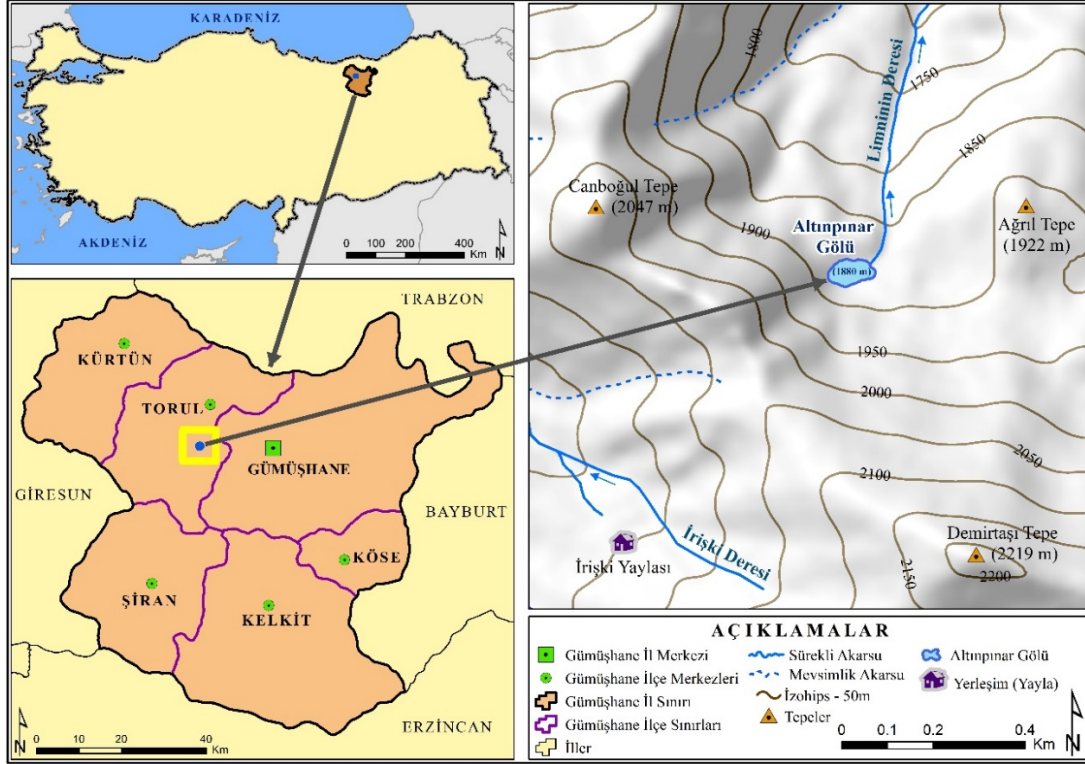 KARADENİZ
AKDENİZ
0 100 200 400
Km
N
TRABZON
KÜRTÜN
TORUL
GÜMÜŞHANE
GİRESUN
BAYBURT
KÖSE
ŞİRAN
KELKİT
ERZİNCAN
0 10 20 40
Km
N
1800
Limninin Deresi
1750
1850
Canboğul Tepe
(2047 m)
1900
Altınpınar
Gölü
(1880 m)
Ağrıl Tepe
(1922 m)
1950
2000
2050
2100
İrişki Yaylası
İrişki Deresi
Demirtaşı Tepe
(2219 m)
2150
2200
AÇIKLAMALAR
Gümüşhane İl Merkezi
Gümüşhane İlçe Merkezleri
Gümüşhane İl Sınırı
Gümüşhane İlçe Sınırları
İller
Sürekli Akarsu
Mevsimlik Akarsu
İzohips - 50m
Tepeler
Altınpınar Gölü
Yerleşim (Yayla)
0 0.1 0.2 0.4
Km
N